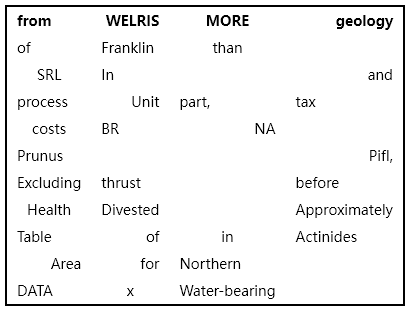 from WELRIS MORE geology
of Franklin than
SRL In and
process Unit part, tax
costs BR NA
Prunus Pifl,
Excluding thrust before
Health Divested Approximately
Table of in Actinides
Area for Northern
DATA x Water-bearing